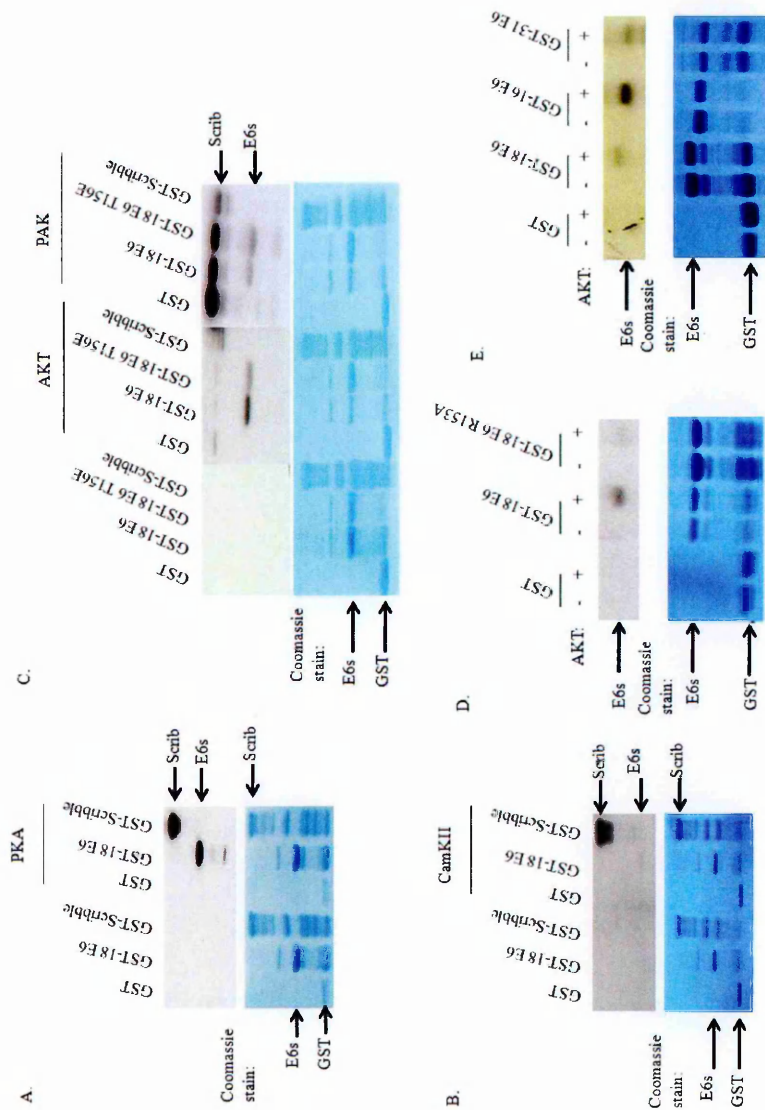 A.
PKA
GST
GST-18 E6
GST-Scribble
GST
GST-18 E6
GST-Scribble
Scrib
E6s
Coomassie
stain:
Scrib
E6s
GST
B.
CamKII
GST
GST-18 E6
GST-Scribble
GST
GST-18 E6
GST-Scribble
Scrib
E6s
Coomassie
stain:
Scrib
E6s
GST
C.
AKT
PAK
GST
GST-18 E6
GST-18 E6 T156E
GST-Scribble
GST
GST-18 E6
GST-18 E6 T156E
GST-Scribble
GST
GST-18 E6
GST-18 E6 T156E
GST-Scribble
Scrib
E6s
Coomassie
stain:
E6s
GST
D.
GST
GST-18 E6
GST-18 E6 R153A
AKT: - + - + - +
E6s
Coomassie
stain:
E6s
GST
E.
GST
GST-18 E6
GST-16 E6
GST-31 E6
AKT: - + - + - + - +
E6s
Coomassie
stain:
E6s
GST